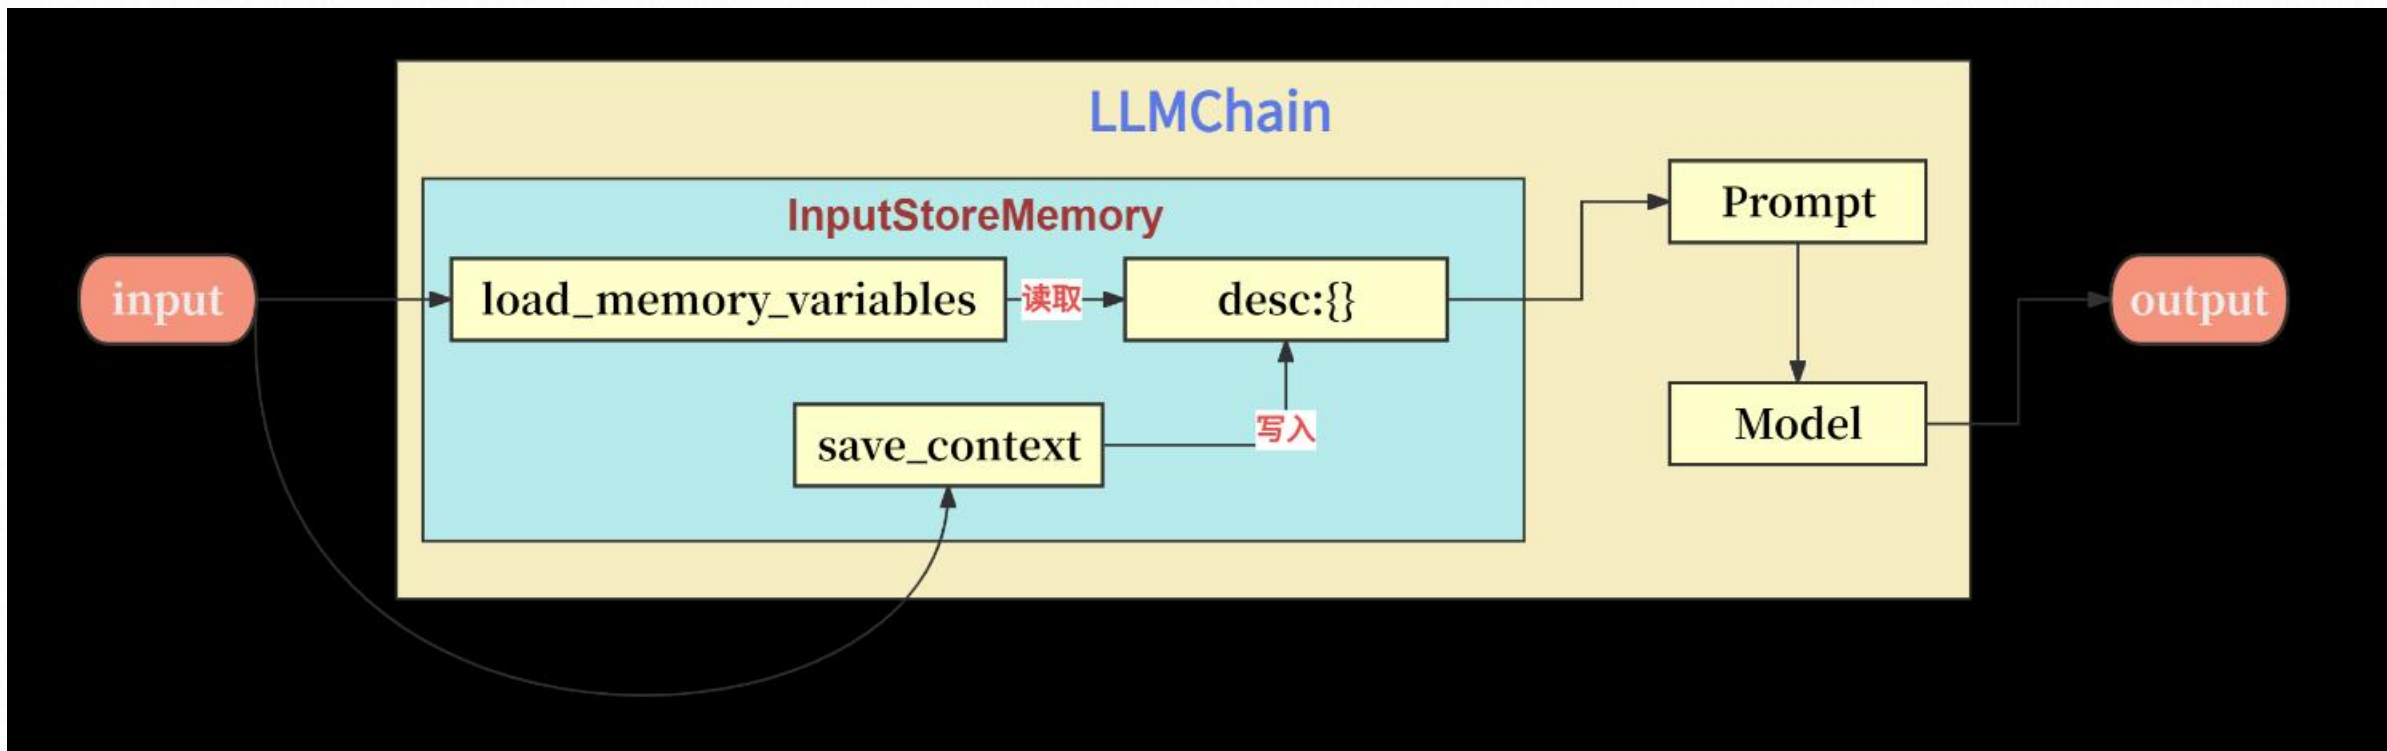 LLMChain
InputStoreMemory
Prompt
input
load_memory_variables
读取
desc:{}
output
save_context
写入
Model